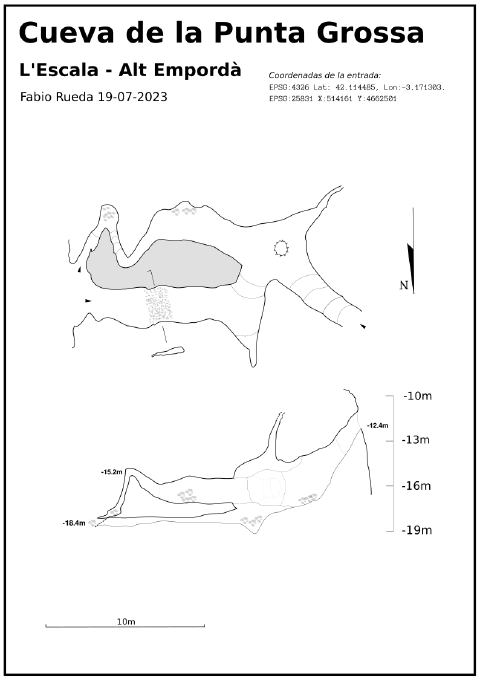 Cueva de la Punta Grossa
L'Escala - Alt Empordà
Fabio Rueda 19-07-2023
Coordenadas de la entrada:
EPSG:4326 Lat: 42.114485, Lon:-3.171303.
EPSG:25831 X:514161 Y:4662501
N
-10m
-12.4m
-13m
-15.2m
-16m
-18.4m
-19m
10m